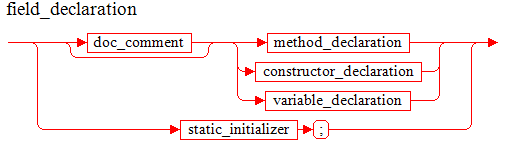 field_declaration
doc_comment
method_declaration
constructor_declaration
variable_declaration
static_initializer ;